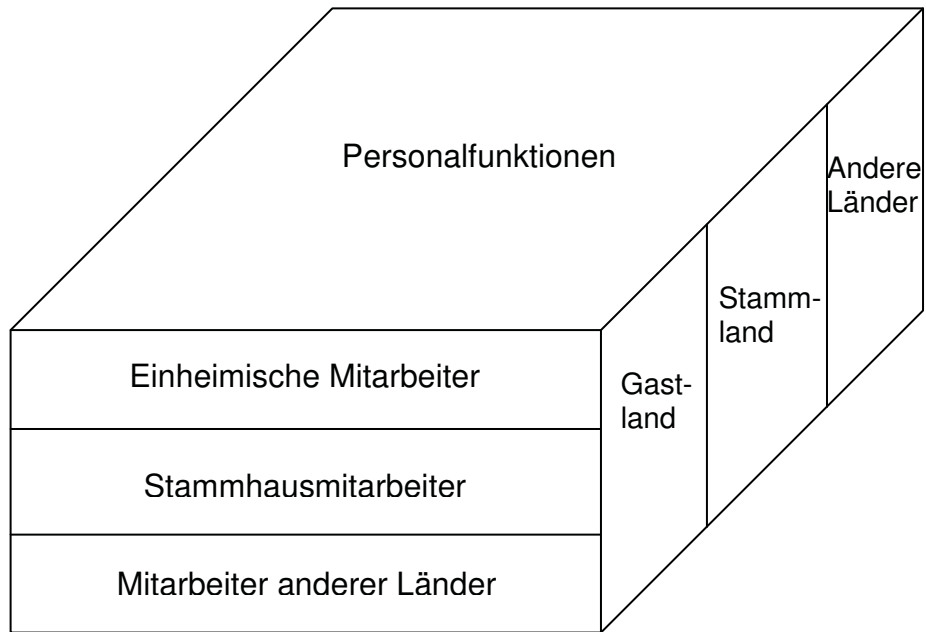 Personalfunktionen
Andere
Länder
Stamm-
land
Gast-
land
Einheimische Mitarbeiter
Stammhausmitarbeiter
Mitarbeiter anderer Länder